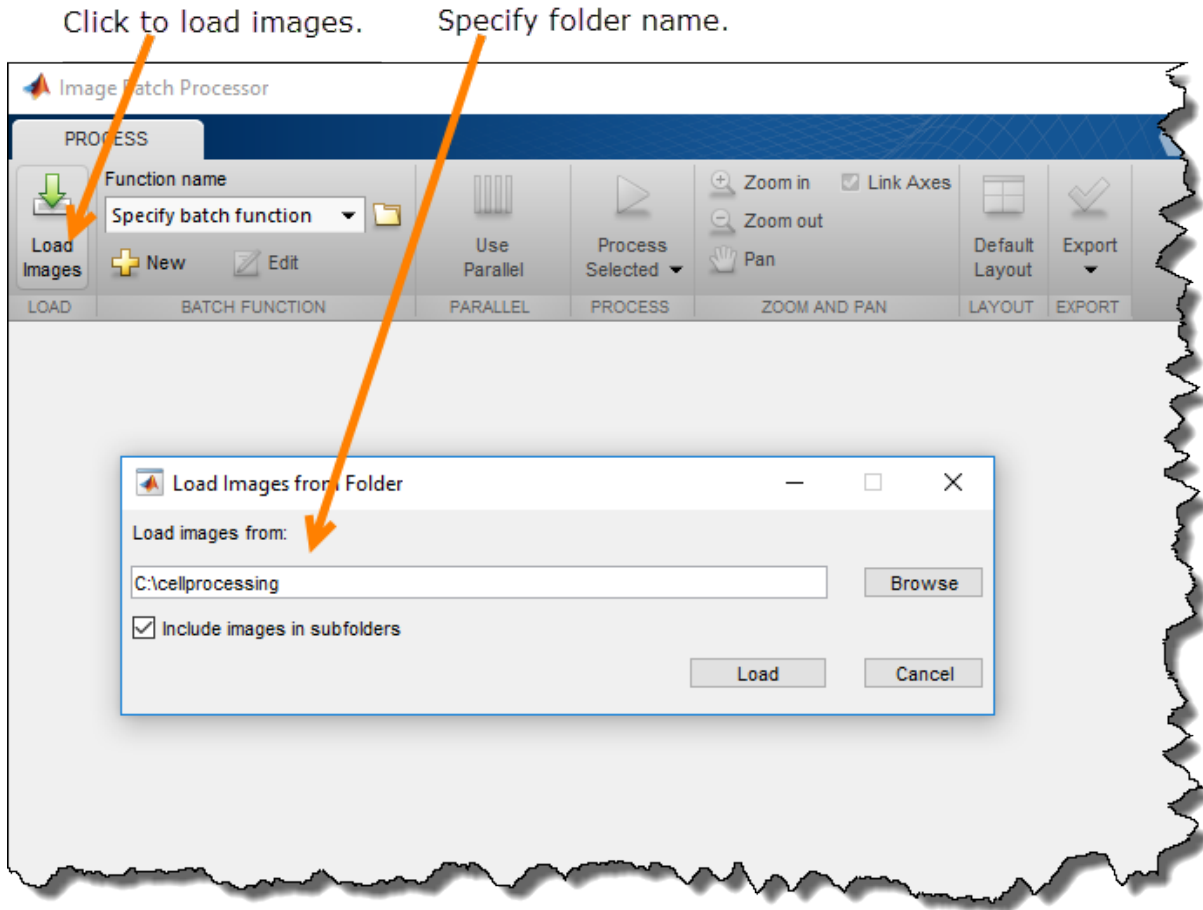 Click to load images. Specify folder name.
Image Batch Processor
PROCESS
Load
Images
LOAD
Function name
Specify batch function
New Edit
BATCH FUNCTION
Use
Parallel
PARALLEL
Process
Selected
PROCESS
Zoom in Link Axes
Zoom out
Pan
ZOOM AND PAN
Default
Layout
LAYOUT
Export
EXPORT
Load Images from Folder
Load images from:
C:\cellprocessing
Browse
Include images in subfolders
Load Cancel